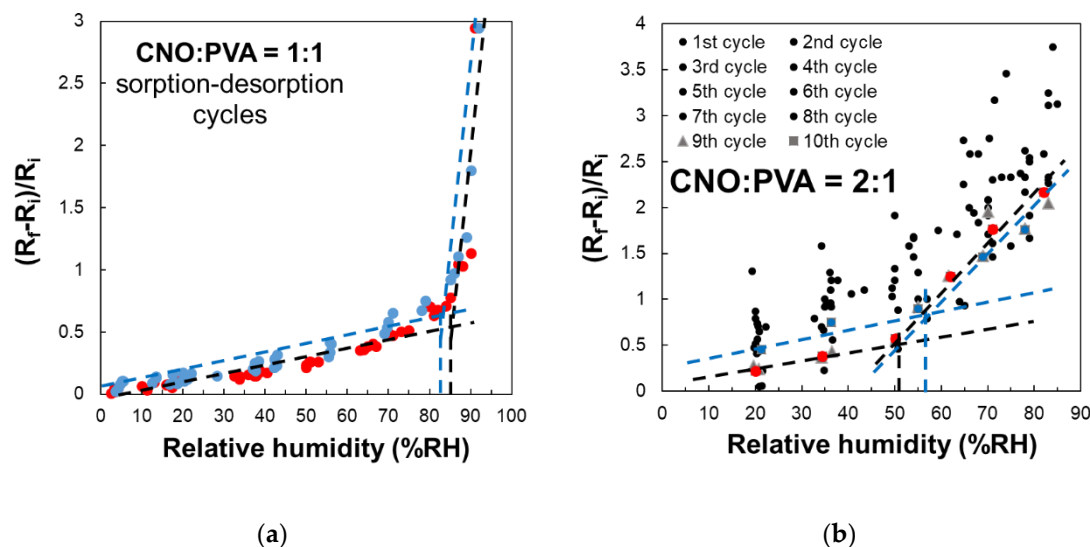 CNO:PVA = 1:1
sorption-desorption
cycles
(Rf-Ri)/Ri
3
2.5
2
1.5
1
0.5
0
0 10 20 30 40 50 60 70 80 90 100
Relative humidity (%RH)
(a)
1st cycle 2nd cycle
3rd cycle 4th cycle
5th cycle 6th cycle
7th cycle 8th cycle
9th cycle 10th cycle
CNO:PVA = 2:1
(Rf-Ri)/Ri
4
3.5
3
2.5
2
1.5
1
0.5
0
0 10 20 30 40 50 60 70 80 90
Relative humidity (%RH)
(b)